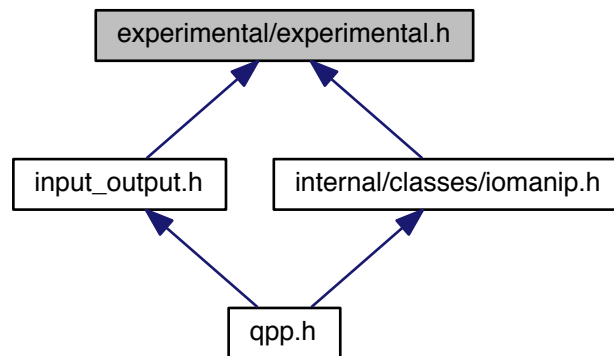 experimental/experimental.h
input_output.h
internal/classes/iomanip.h
qpp.h